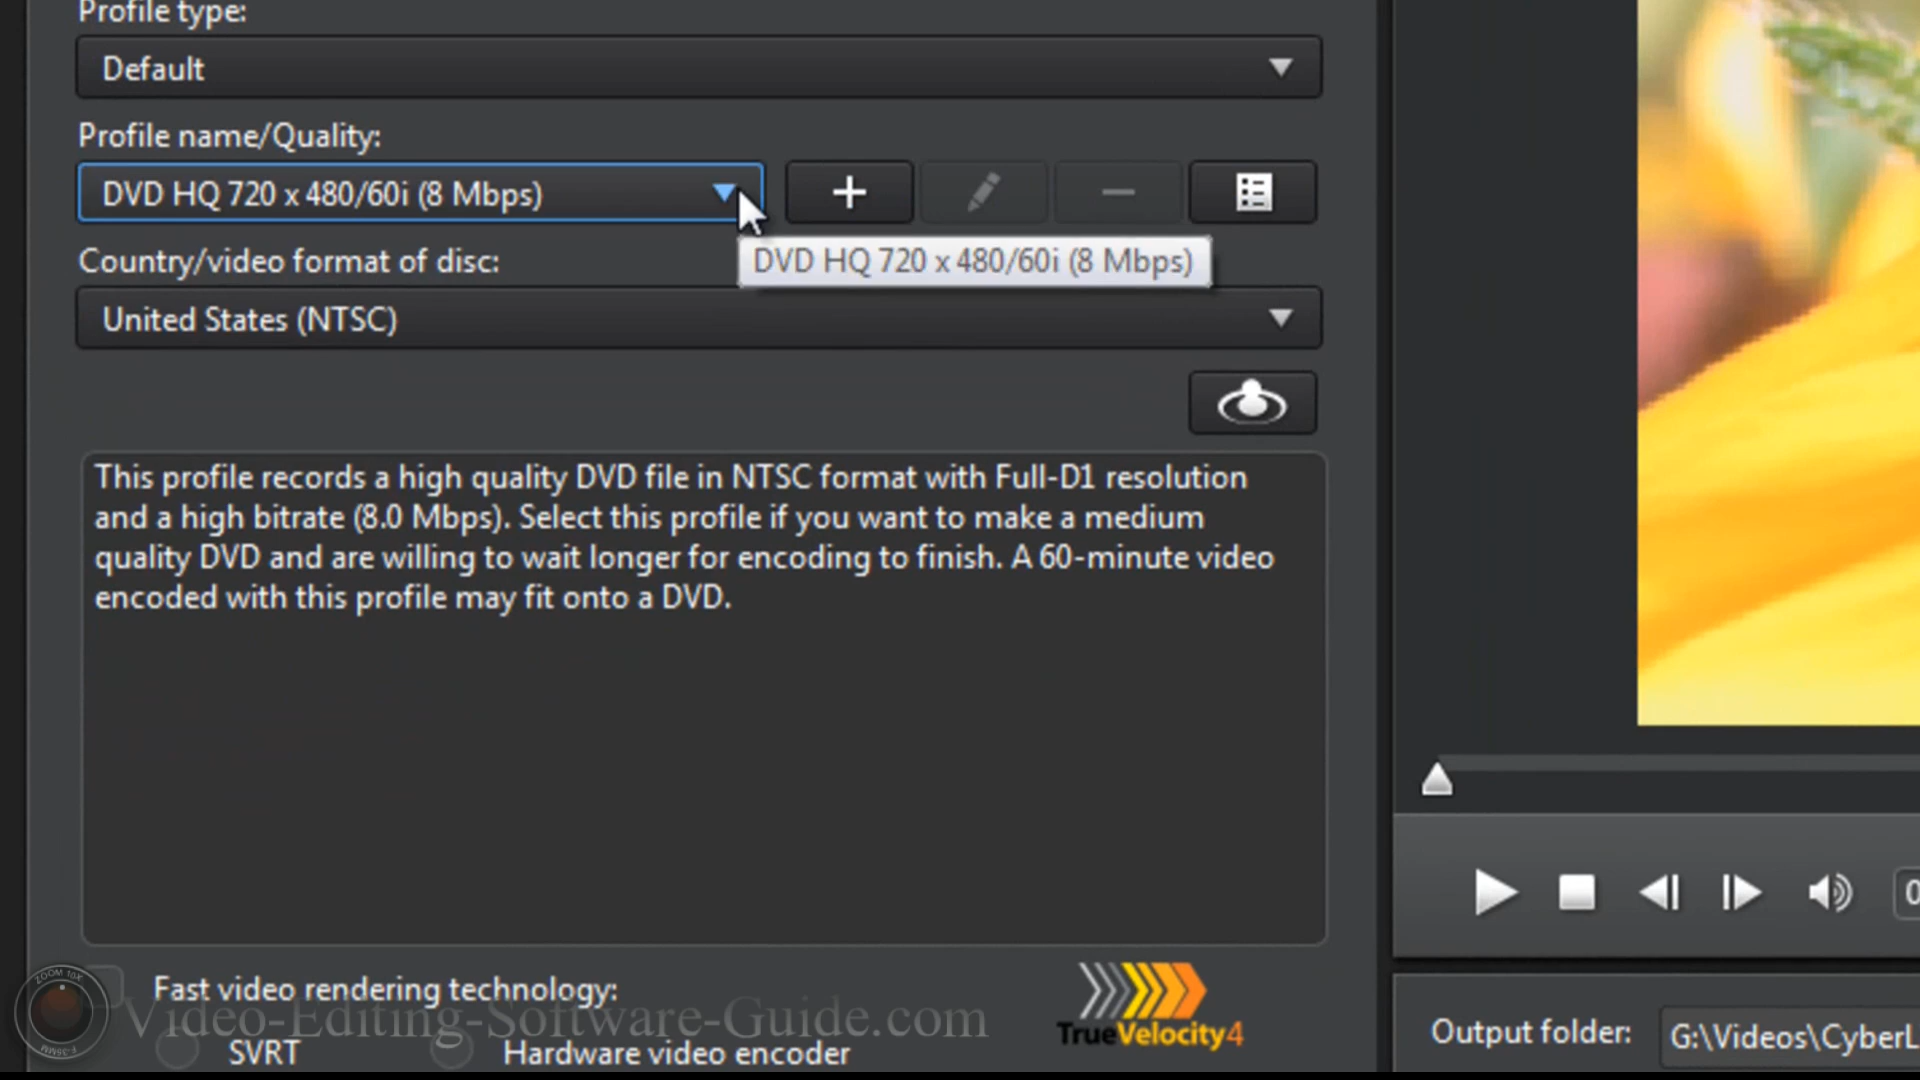 Profile type:
Default
Profile name/Quality:
DVD HQ 720 x 480/60i (8 Mbps)
DVD HQ 720 x 480/60i (8 Mbps)
Country/video format of disc:
United States (NTSC)
This profile records a high quality DVD file in NTSC format with Full-D1 resolution
and a high bitrate (8.0 Mbps). Select this profile if you want to make a medium
quality DVD and are willing to wait longer for encoding to finish. A 60-minute video
encoded with this profile may fit onto a DVD.
Fast video rendering technology:
SVRT
Hardware video encoder
TrueVelocity4
ZOOM 10X
F-35MM
Video-Editing-Software-Guide.com
0
Output folder:
G:\Videos\CyberL